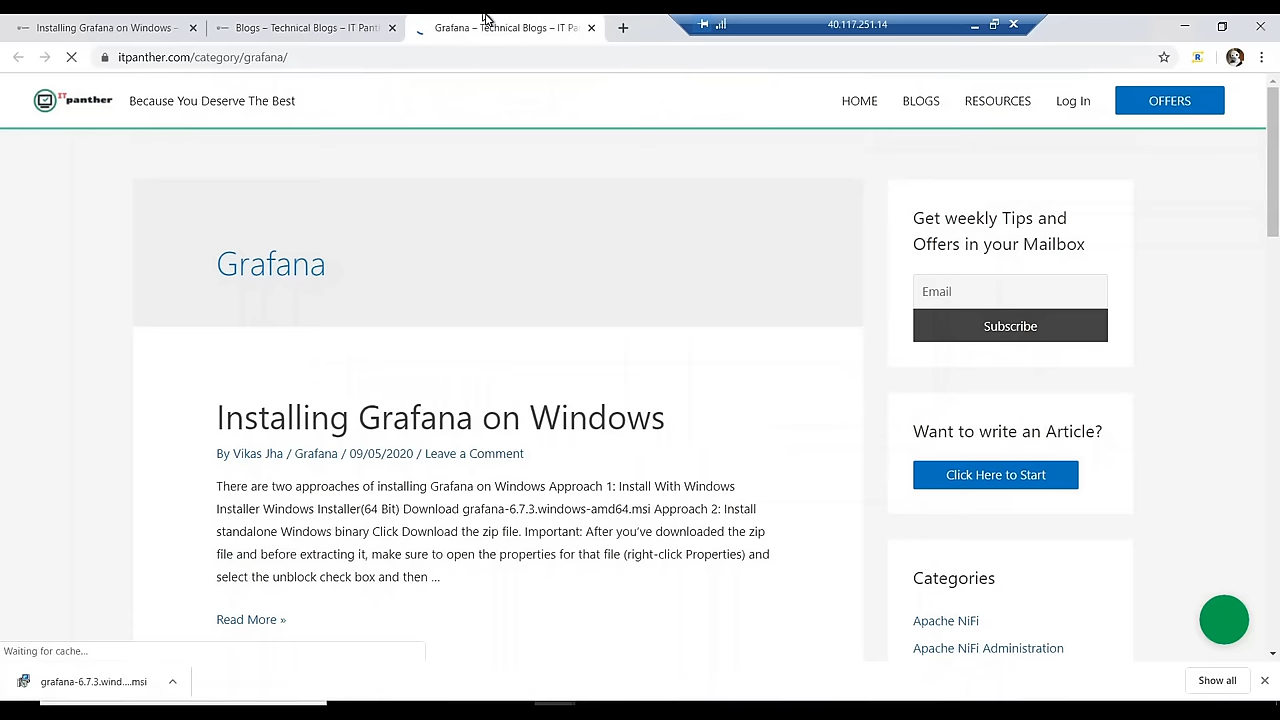 Installing Grafana on Windows –
Blogs – Technical Blogs – IT Pant
Grafana – Technical Blogs – IT Pa
40.117.251.14
itpanther.com/category/grafana/
ITpanther
Because You Deserve The Best
HOME
BLOGS
RESOURCES
Log In
OFFERS
Grafana
Get weekly Tips and
Offers in your Mailbox
Email
Subscribe
Installing Grafana on Windows
By Vikas Jha / Grafana / 09/05/2020 / Leave a Comment
There are two approaches of installing Grafana on Windows Approach 1: Install With Windows
Installer Windows Installer(64 Bit) Download grafana-6.7.3.windows-amd64.msi Approach 2: Install
standalone Windows binary Click Download the zip file. Important: After you've downloaded the zip
file and before extracting it, make sure to open the properties for that file (right-click Properties) and
select the unblock check box and then …
Read More »
Want to write an Article?
Click Here to Start
Categories
Apache NiFi
Apache NiFi Administration
Waiting for cache...
grafana-6.7.3.wind....msi
Show all